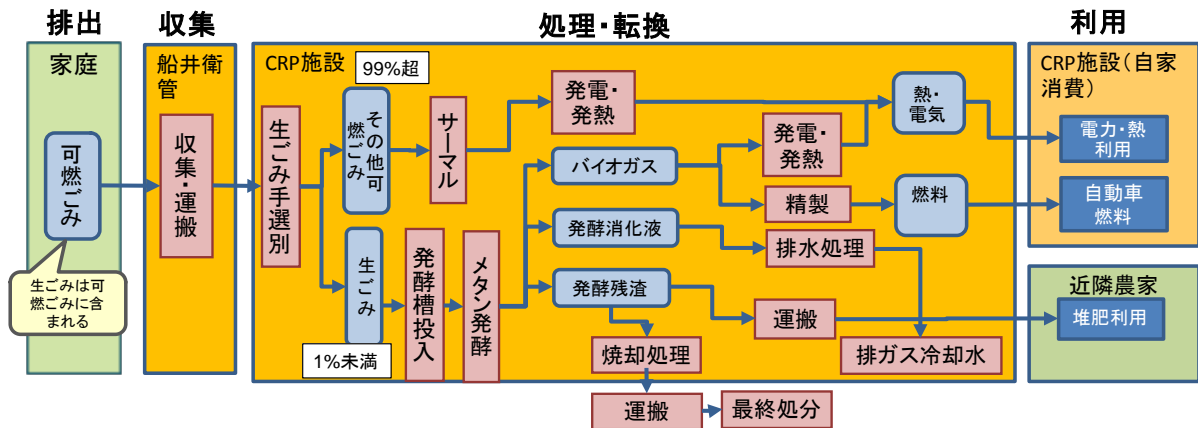 排出
収集
処理・転換
利用
家庭
可燃ごみ
生ごみは可
燃ごみに含
まれる
船井衛
管
収集・運搬
CRP施設
99%超
生ごみ手選別
その他可
燃ごみ
サーマル
発電・
発熱
熱・
電気
生ごみ
1%未満
発酵槽投入
メタン発酵
バイオガス
発電・
発熱
精製
燃料
発酵消化液
排水処理
発酵残渣
運搬
焼却処理
排ガス冷却水
運搬
最終処分
CRP施設(自家
消費)
電力・熱
利用
自動車
燃料
近隣農家
堆肥利用